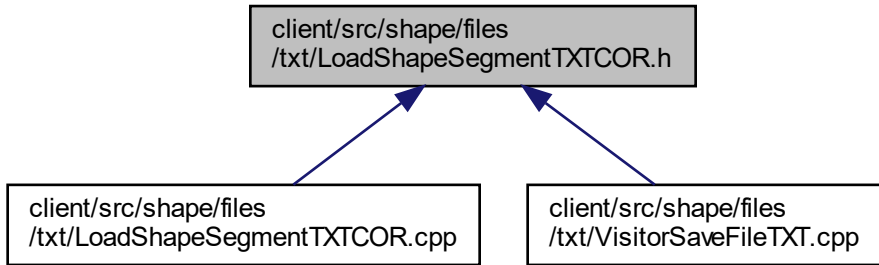 client/src/shape/files
/txt/LoadShapeSegmentTXTCOR.h
client/src/shape/files
/txt/LoadShapeSegmentTXTCOR.cpp
client/src/shape/files
/txt/VisitorSaveFileTXT.cpp